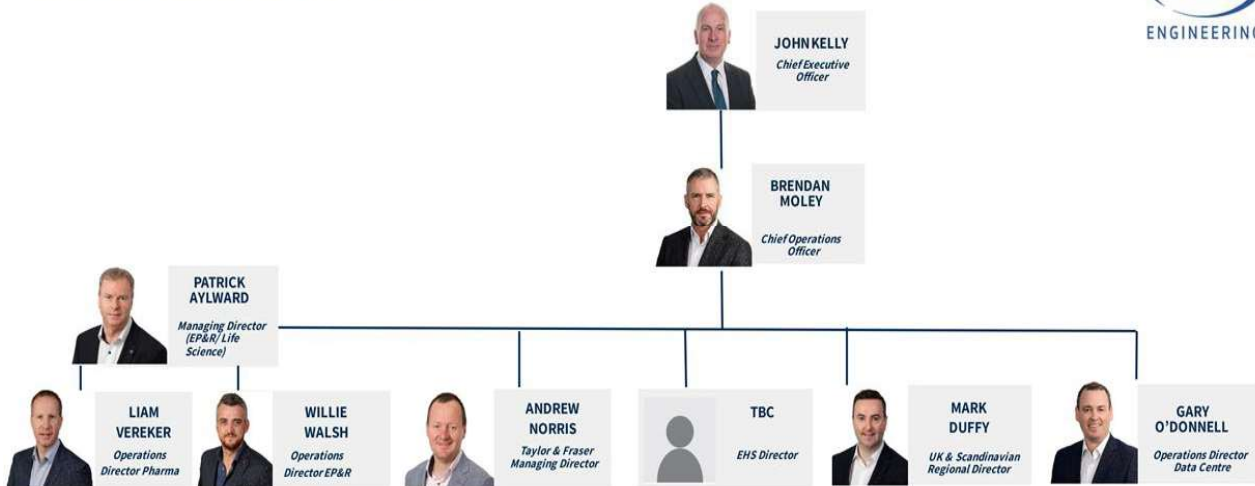 ENGINEERING
JOHN KELLY
Chief Executive
Officer
BRENDAN
MOLEY
Chief Operations
Officer
PATRICK
AYLWARD
Managing Director
(EP&R/ Life
Science)
LIAM
VEREKER
Operations
Director Pharma
WILLIE
WALSH
Operations
Director EP&R
ANDREW
NORRIS
Taylor & Fraser
Managing Director
TBC
EHS Director
MARK
DUFFY
UK & Scandinavian
Regional Director
GARY
O'DONNELL
Operations Director
Data Centre